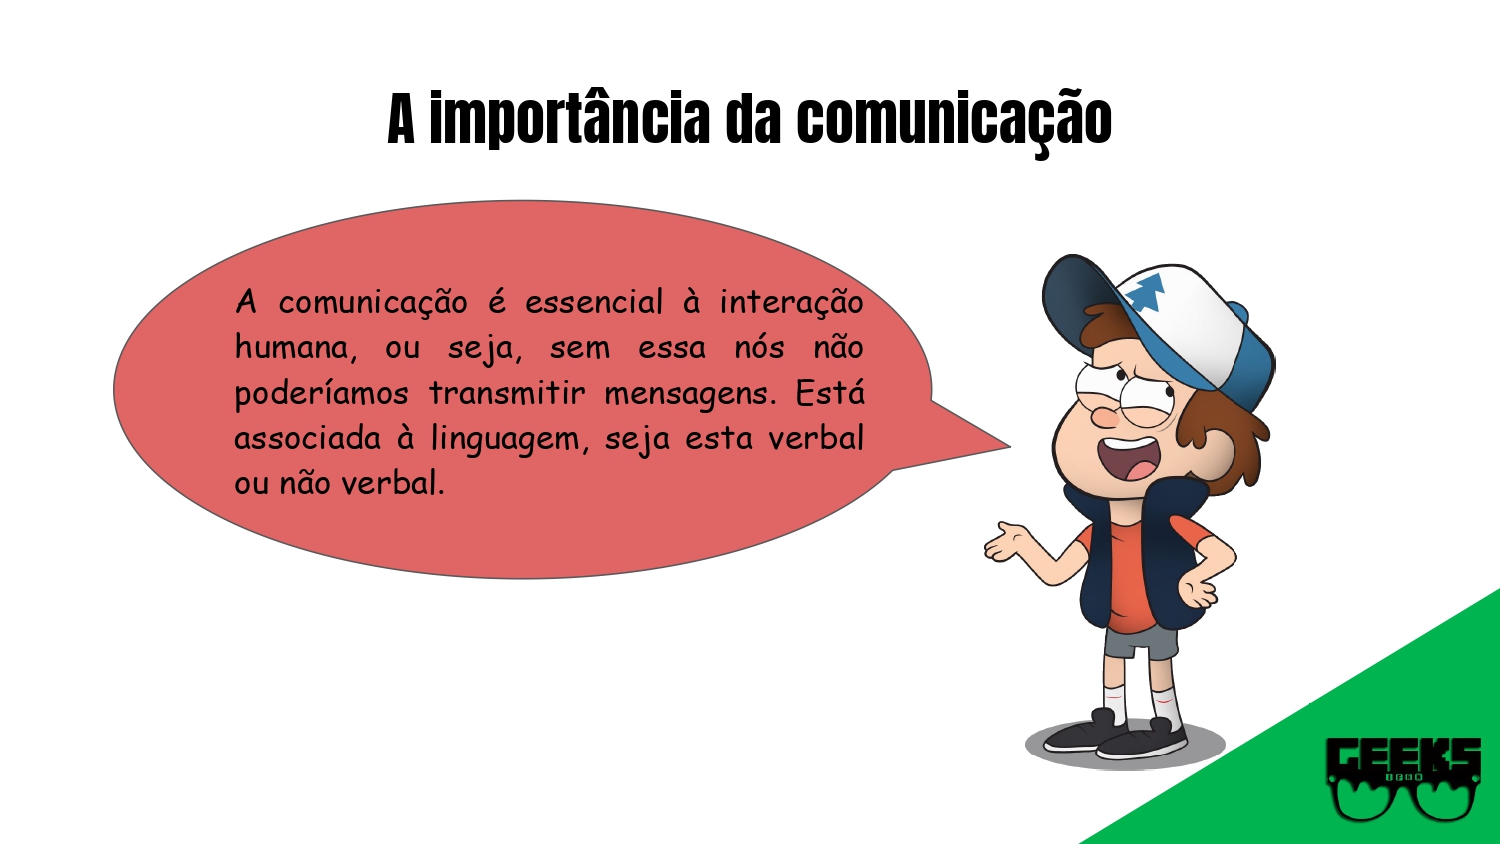 A importância da comunicação
A comunicação é essencial à interação
humana, ou seja, sem essa nós não
poderíamos transmitir mensagens. Está
associada à linguagem, seja esta verbal
ou não verbal.
GEEKS
IFRN